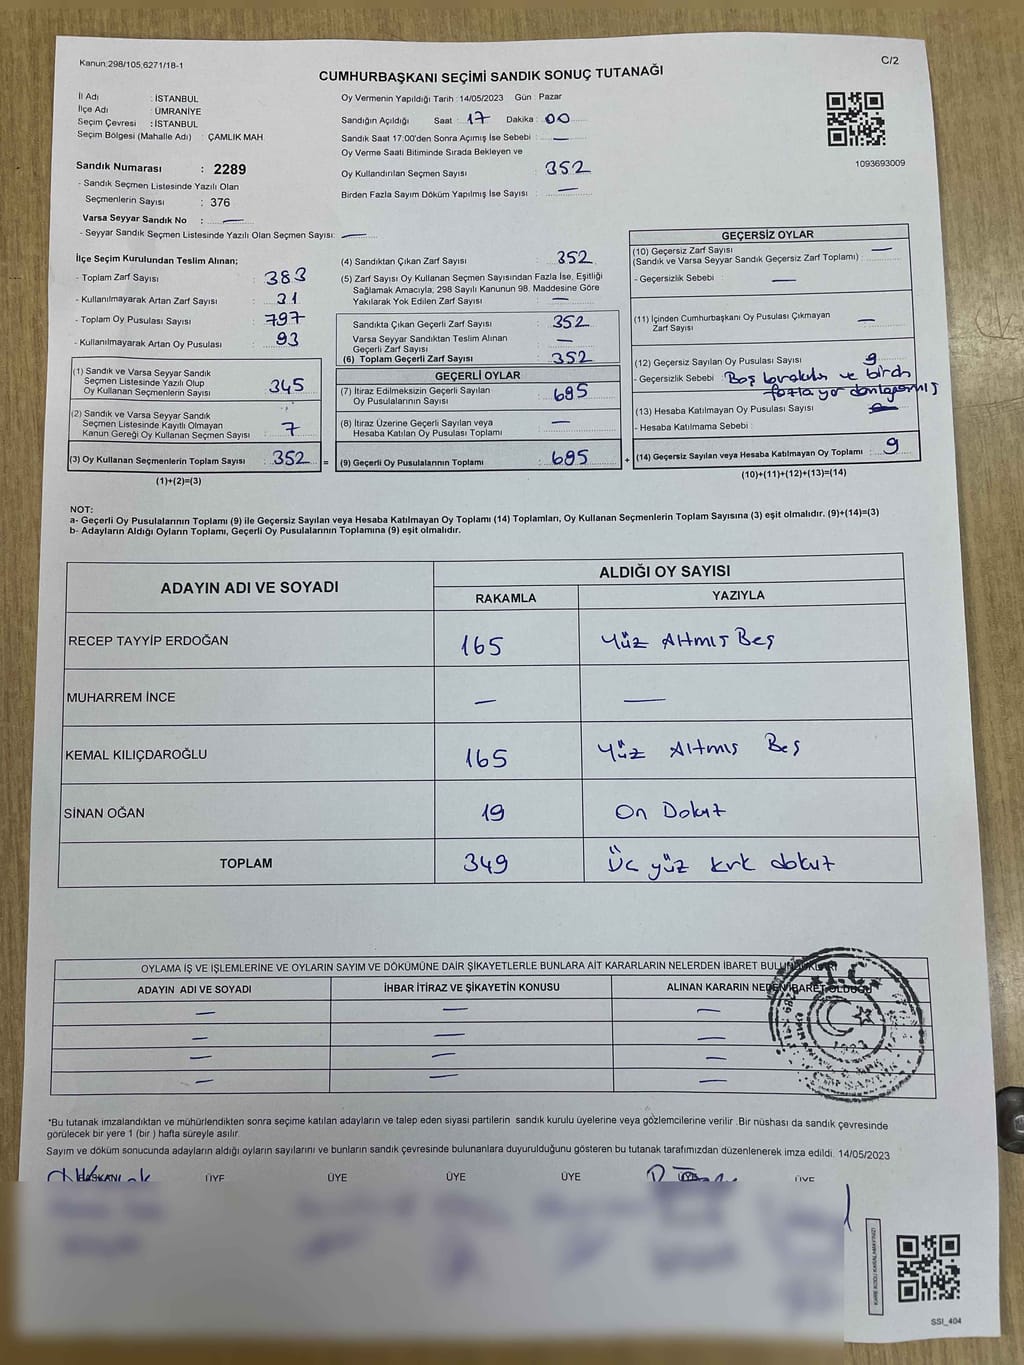 Kanun:298/105,6271/18-1
C/2
CUMHURBAŞKANI SEÇİMİ SANDIK SONUÇ TUTANAĞI
İl Adı : İSTANBUL
İlçe Adı : ÜMRANİYE
Seçim Çevresi : İSTANBUL
Seçim Bölgesi (Mahalle Adı) : ÇAMLIK MAH.
Sandık Numarası : 2289
- Sandık Seçmen Listesinde Yazılı Olan
Seçmenlerin Sayısı : 376
Varsa Seyyar Sandık No : —
- Seyyar Sandık Seçmen Listesinde Yazılı Olan Seçmen Sayısı: —
Oy Vermenin Yapıldığı Tarih : 14/05/2023 Gün : Pazar
Sandığın Açıldığı Saat : 17 Dakika : 00
Sandık Saat 17:00'den Sonra Açımış İse Sebebi : —
Oy Verme Saati Bitiminde Sırada Bekleyen ve
Oy Kullandırılan Seçmen Sayısı : 352
Birden Fazla Sayım Döküm Yapılmış İse Sayısı : —
1093693009
İlçe Seçim Kurulundan Teslim Alınan;
- Toplam Zarf Sayısı : 383
- Kullanılmayarak Artan Zarf Sayısı : 31
- Toplam Oy Pusulası Sayısı : 797
- Kullanılmayarak Artan Oy Pusulası : 93
(1) Sandık ve Varsa Seyyar Sandık
Seçmen Listesinde Yazılı Olup
Oy Kullanan Seçmenlerin Sayısı : 345
(2) Sandık ve Varsa Seyyar Sandık
Seçmen Listesinde Kayıtlı Olmayan
Kanun Gereği Oy Kullanan Seçmen Sayısı : 7
(3) Oy Kullanan Seçmenlerin Toplam Sayısı : 352 =
(1)+(2)=(3)
(4) Sandıktan Çıkan Zarf Sayısı : 352
(5) Zarf Sayısı Oy Kullanan Seçmen Sayısından Fazla İse, Eşitliği
Sağlamak Amacıyla, 298 Sayılı Kanunun 98. Maddesine Göre
Yakılarak Yok Edilen Zarf Sayısı : —
Sandıkta Çıkan Geçerli Zarf Sayısı : 352
Varsa Seyyar Sandıktan Teslim Alınan
Geçerli Zarf Sayısı : —
(6) Toplam Geçerli Zarf Sayısı : 352
GEÇERLİ OYLAR
(7) İtiraz Edilmeksizin Geçerli Sayılan
Oy Pusulalarının Sayısı : 695
(8) İtiraz Üzerine Geçerli Sayılan veya
Hesaba Katılan Oy Pusulası Toplamı : —
(9) Geçerli Oy Pusulalarının Toplamı : 695 +
GEÇERSİZ OYLAR
(10) Geçersiz Zarf Sayısı
(Sandık ve Varsa Seyyar Sandık Geçersiz Zarf Toplamı) : —
- Geçersizlik Sebebi : —
(11) İçinden Cumhurbaşkanı Oy Pusulası Çıkmayan
Zarf Sayısı : —
(12) Geçersiz Sayılan Oy Pusulası Sayısı : 9
- Geçersizlik Sebebi : Boş ve birden
fazla
(13) Hesaba Katılmayan Oy Pusulası Sayısı :
- Hesaba Katılmama Sebebi :
(14) Geçersiz Sayılan veya Hesaba Katılmayan Oy Toplamı : 9
(10)+(11)+(12)+(13)=(14)
NOT:
a- Geçerli Oy Pusulalarının Toplamı (9) ile Geçersiz Sayılan veya Hesaba Katılmayan Oy Toplamı (14) Toplamları, Oy Kullanan Seçmenlerin Toplam Sayısına (3) eşit olmalıdır. (9)+(14)=(3)
b- Adayların Aldığı Oyların Toplamı, Geçerli Oy Pusulalarının Toplamına (9) eşit olmalıdır.
ADAYIN ADI VE SOYADI
ALDIĞI OY SAYISI
RAKAMLA YAZIYLA
RECEP TAYYİP ERDOĞAN 165 Yüz Altmış Beş
MUHARREM İNCE — —
KEMAL KILIÇDAROĞLU 165 Yüz Altmış Beş
SİNAN OĞAN 19 On Dokuz
TOPLAM 349 Üç yüz kırk dokuz
OYLAMA İŞ VE İŞLEMLERİNE VE OYLARIN SAYIM VE DÖKÜMÜNE DAİR ŞİKAYETLERLE BUNLARA AİT KARARLARIN NELERDEN İBARET BULUNDUKLARI
ADAYIN ADI VE SOYADI İHBAR İTİRAZ VE ŞİKAYETİN KONUSU ALINAN KARARIN NEDEN İBARET OLDUĞU
— — —
— — —
— — —
— — —
T.C.
1923
*Bu tutanak imzalandıktan ve mühürlendikten sonra seçime katılan adayların ve talep eden siyasi partilerin sandık kurulu üyelerine veya gözlemcilerine verilir .Bir nüshası da sandık çevresinde
görülecek bir yere 1 (bir ) hafta süreyle asılır.
Sayım ve döküm sonucunda adayların aldığı oyların sayılarını ve bunların sandık çevresinde bulunanlara duyurulduğunu gösteren bu tutanak tarafımızdan düzenlenerek imza edildi. 14/05/2023
BAŞKAN ÜYE ÜYE ÜYE ÜYE ÜYE ÜYE
KARE KODU KARALAMAYINIZ!
SSI_404